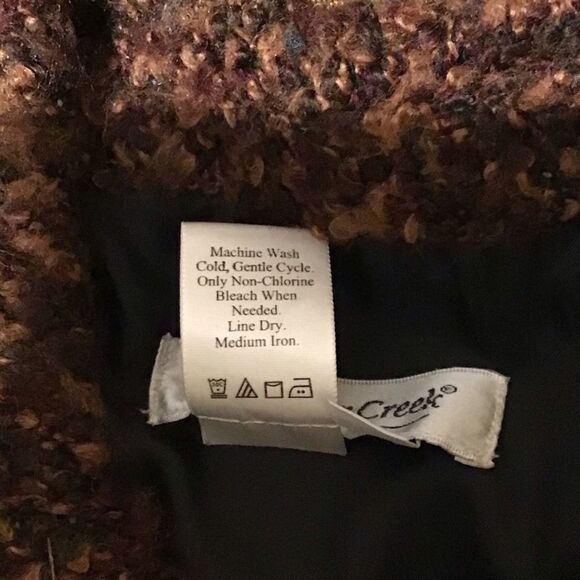 Machine Wash
Cold, Gentle Cycle.
Only Non-Chlorine
Bleach When
Needed.
Line Dry.
Medium Iron.
Creek®